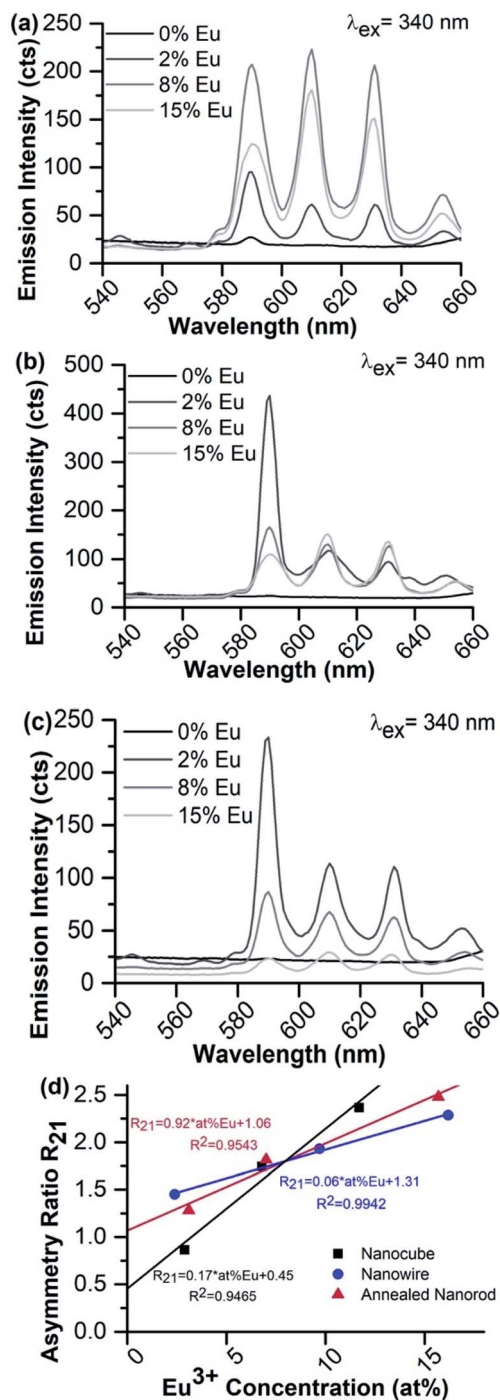 (a)
λex= 340 nm
0% Eu
2% Eu
8% Eu
15% Eu
Emission Intensity (cts)
250
200
150
100
50
0
540
560
580
600
620
640
660
Wavelength (nm)
(b)
λex= 340 nm
0% Eu
2% Eu
8% Eu
15% Eu
Emission Intensity (cts)
500
400
300
200
100
0
540
560
580
600
620
640
660
Wavelength (nm)
(c)
λex= 340 nm
0% Eu
2% Eu
8% Eu
15% Eu
Emission Intensity (cts)
250
200
150
100
50
0
540
560
580
600
620
640
660
Wavelength (nm)
(d)
Asymmetry Ratio R21
2.5
2.0
1.5
1.0
0.5
0.0
R21=0.92*at%Eu+1.06
R2=0.9543
R21=0.06*at%Eu+1.31
R2=0.9942
R21=0.17*at%Eu+0.45
R2=0.9465
Nanocube
Nanowire
Annealed Nanorod
0
5
10
15
Eu3+ Concentration (at%)